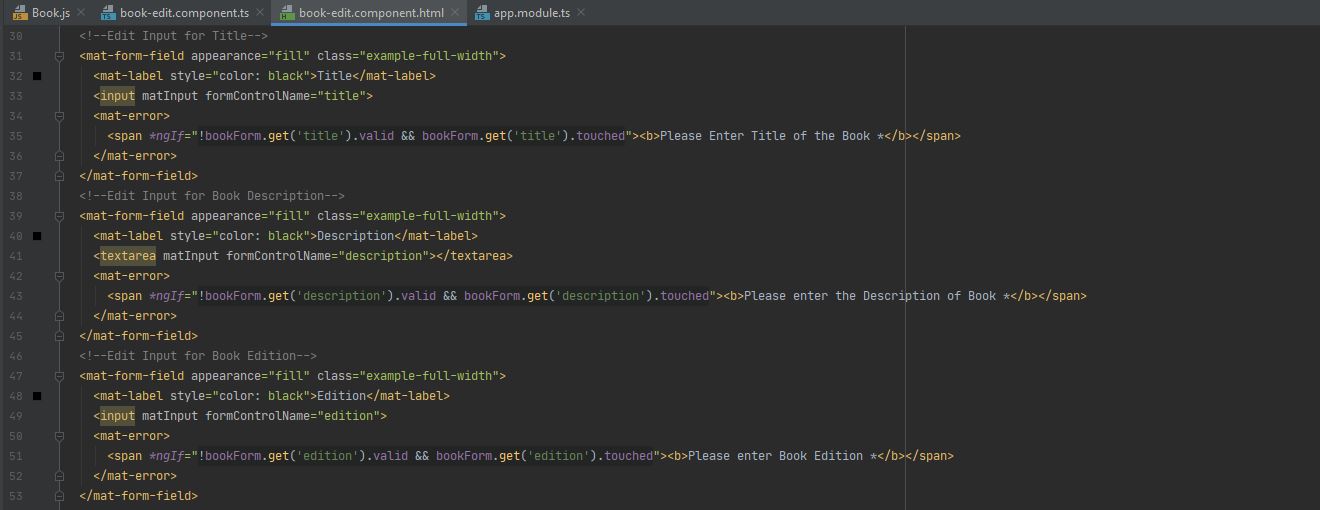 Book.js book-edit.component.ts book-edit.component.html app.module.ts
30 <!--Edit Input for Title-->
31 <mat-form-field appearance="fill" class="example-full-width">
32 <mat-label style="color: black">Title</mat-label>
33 <input matInput formControlName="title">
34 <mat-error>
35 <span *ngIf="!bookForm.get('title').valid && bookForm.get('title').touched"><b>Please Enter Title of the Book *</b></span>
36 </mat-error>
37 </mat-form-field>
38 <!--Edit Input for Book Description-->
39 <mat-form-field appearance="fill" class="example-full-width">
40 <mat-label style="color: black">Description</mat-label>
41 <textarea matInput formControlName="description"></textarea>
42 <mat-error>
43 <span *ngIf="!bookForm.get('description').valid && bookForm.get('description').touched"><b>Please enter the Description of Book *</b></span>
44 </mat-error>
45 </mat-form-field>
46 <!--Edit Input for Book Edition-->
47 <mat-form-field appearance="fill" class="example-full-width">
48 <mat-label style="color: black">Edition</mat-label>
49 <input matInput formControlName="edition">
50 <mat-error>
51 <span *ngIf="!bookForm.get('edition').valid && bookForm.get('edition').touched"><b>Please enter Book Edition *</b></span>
52 </mat-error>
53 </mat-form-field>